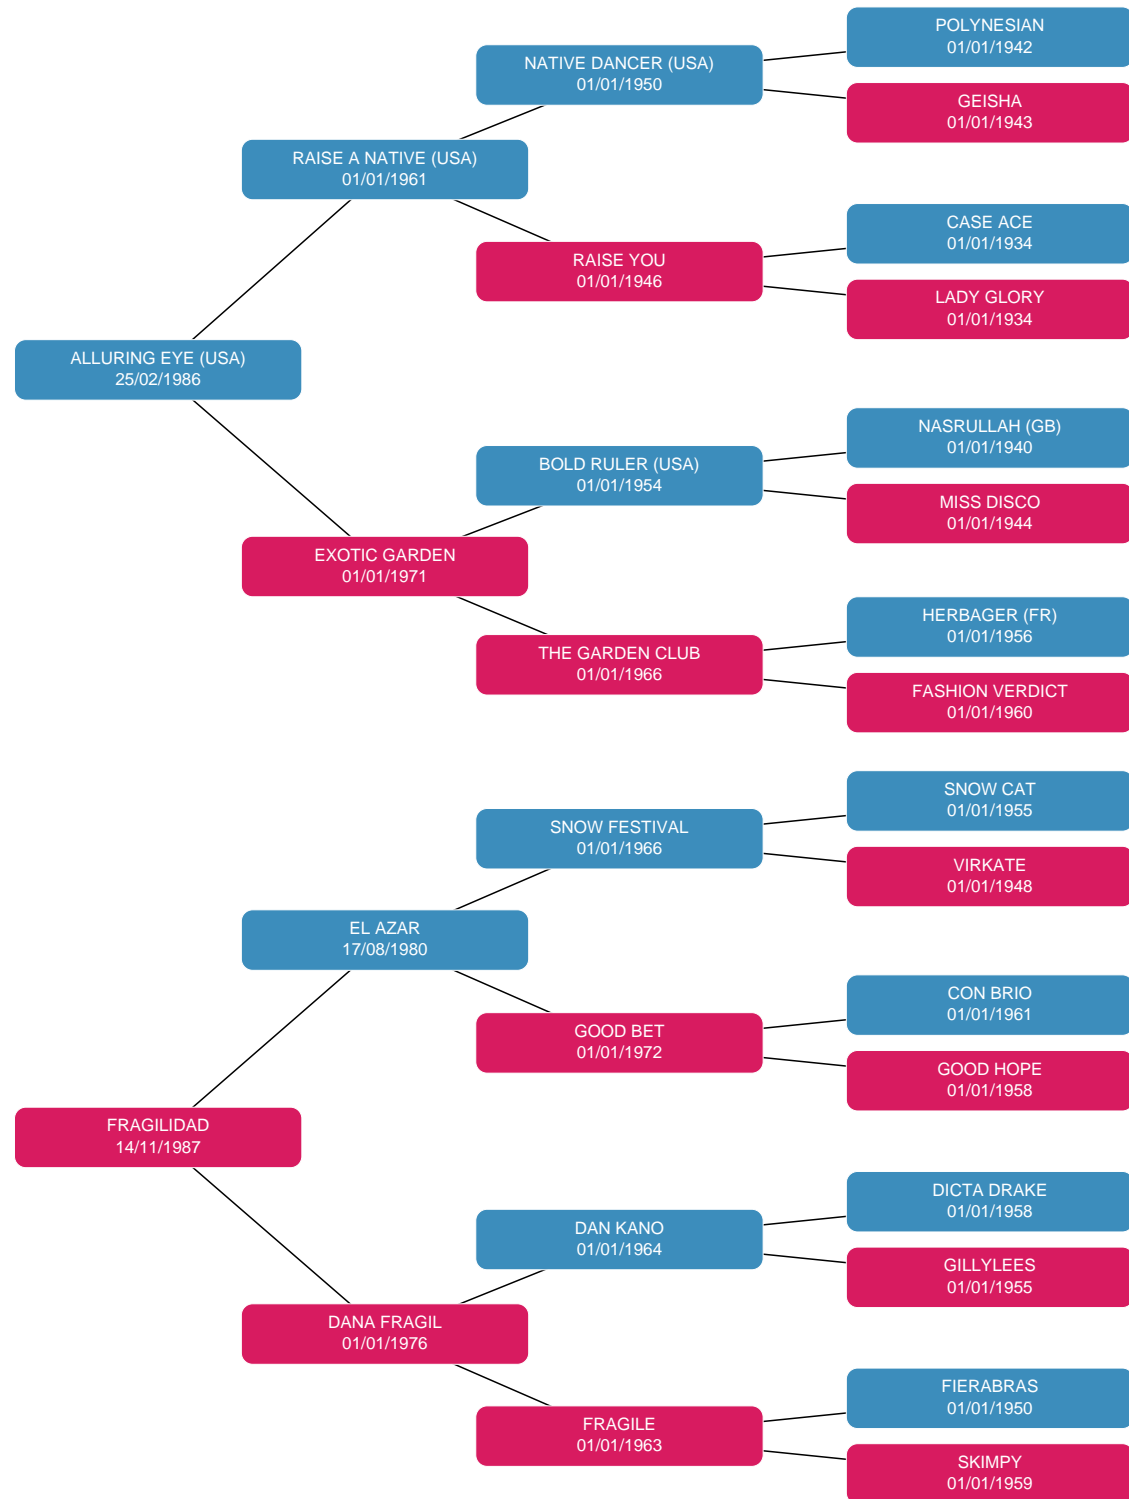 POLYNESIAN
01/01/1942
NATIVE DANCER (USA)
01/01/1950
GEISHA
01/01/1943
RAISE A NATIVE (USA)
01/01/1961
CASE ACE
01/01/1934
RAISE YOU
01/01/1946
LADY GLORY
01/01/1934
ALLURING EYE (USA)
25/02/1986
NASRULLAH (GB)
01/01/1940
BOLD RULER (USA)
01/01/1954
MISS DISCO
01/01/1944
EXOTIC GARDEN
01/01/1971
HERBAGER (FR)
01/01/1956
THE GARDEN CLUB
01/01/1966
FASHION VERDICT
01/01/1960
SNOW CAT
01/01/1955
SNOW FESTIVAL
01/01/1966
VIRKATE
01/01/1948
EL AZAR
17/08/1980
CON BRIO
01/01/1961
GOOD BET
01/01/1972
GOOD HOPE
01/01/1958
FRAGILIDAD
14/11/1987
DICTA DRAKE
01/01/1958
DAN KANO
01/01/1964
GILLYLEES
01/01/1955
DANA FRAGIL
01/01/1976
FIERABRAS
01/01/1950
FRAGILE
01/01/1963
SKIMPY
01/01/1959